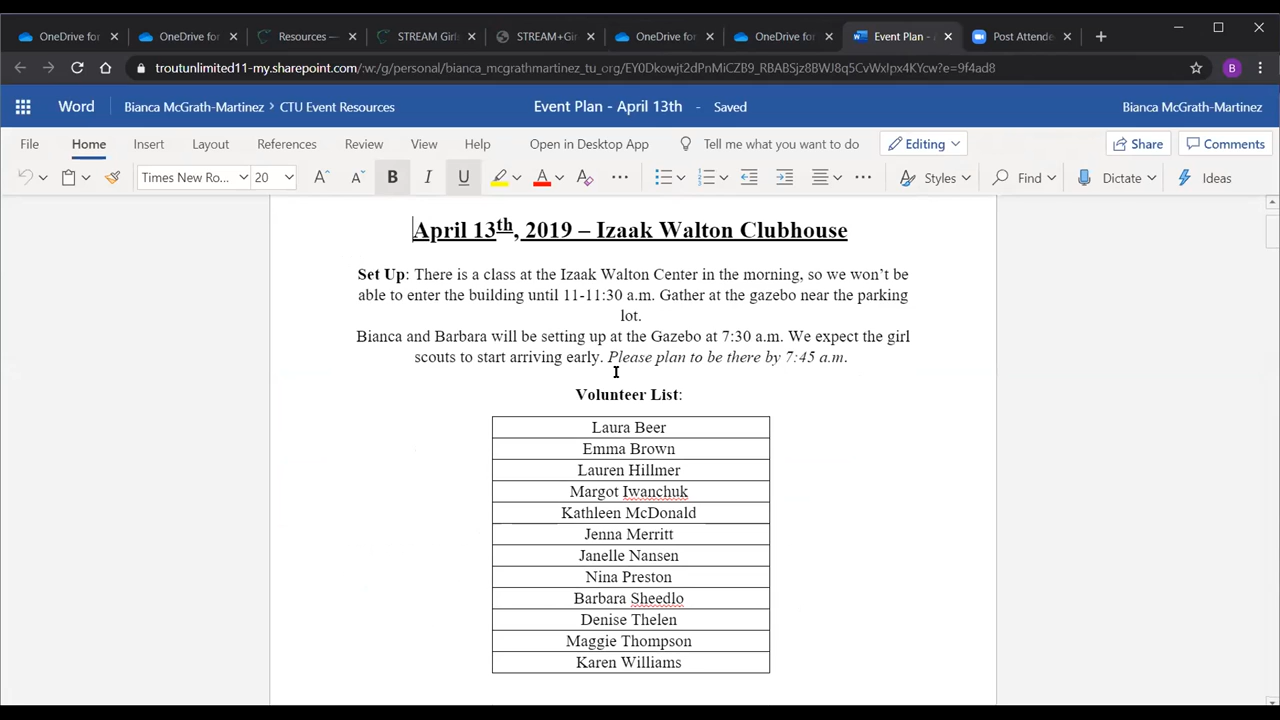 OneDrive for
OneDrive for
Resources —
STREAM Girl
STREAM+Gir
OneDrive for
OneDrive for
Event Plan -
Post Attende
troutunlimited11-my.sharepoint.com/:w:/g/personal/bianca_mcgrathmartinez_tu_org/EY0Dkowjt2dPnMiCZB9_RBABSjz8BWJ8q5CvWxIpx4KYcw?e=9f4ad8
B
Word
Bianca McGrath-Martinez > CTU Event Resources
Event Plan - April 13th - Saved
Bianca McGrath-Martinez
File Home Insert Layout References Review View Help Open in Desktop App Tell me what you want to do Editing Share Comments
Times New Ro... 20 B I U A Styles Find Dictate Ideas
April 13th, 2019 – Izaak Walton Clubhouse
Set Up: There is a class at the Izaak Walton Center in the morning, so we won't be
able to enter the building until 11-11:30 a.m. Gather at the gazebo near the parking
lot.
Bianca and Barbara will be setting up at the Gazebo at 7:30 a.m. We expect the girl
scouts to start arriving early. Please plan to be there by 7:45 a.m.
Volunteer List:
Laura Beer
Emma Brown
Lauren Hillmer
Margot Iwanchuk
Kathleen McDonald
Jenna Merritt
Janelle Nansen
Nina Preston
Barbara Sheedlo
Denise Thelen
Maggie Thompson
Karen Williams